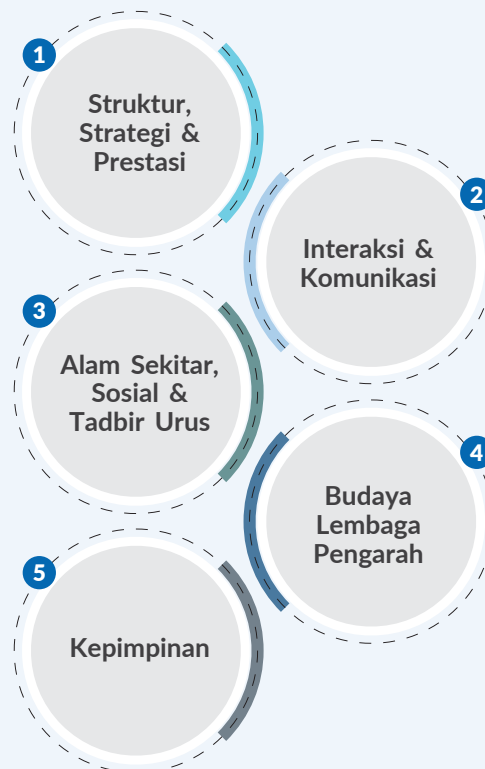 1
Struktur,
Strategi &
Prestasi
2
Interaksi &
Komunikasi
3
Alam Sekitar,
Sosial &
Tadbir Urus
4
Budaya
Lembaga
Pengarah
5
Kepimpinan